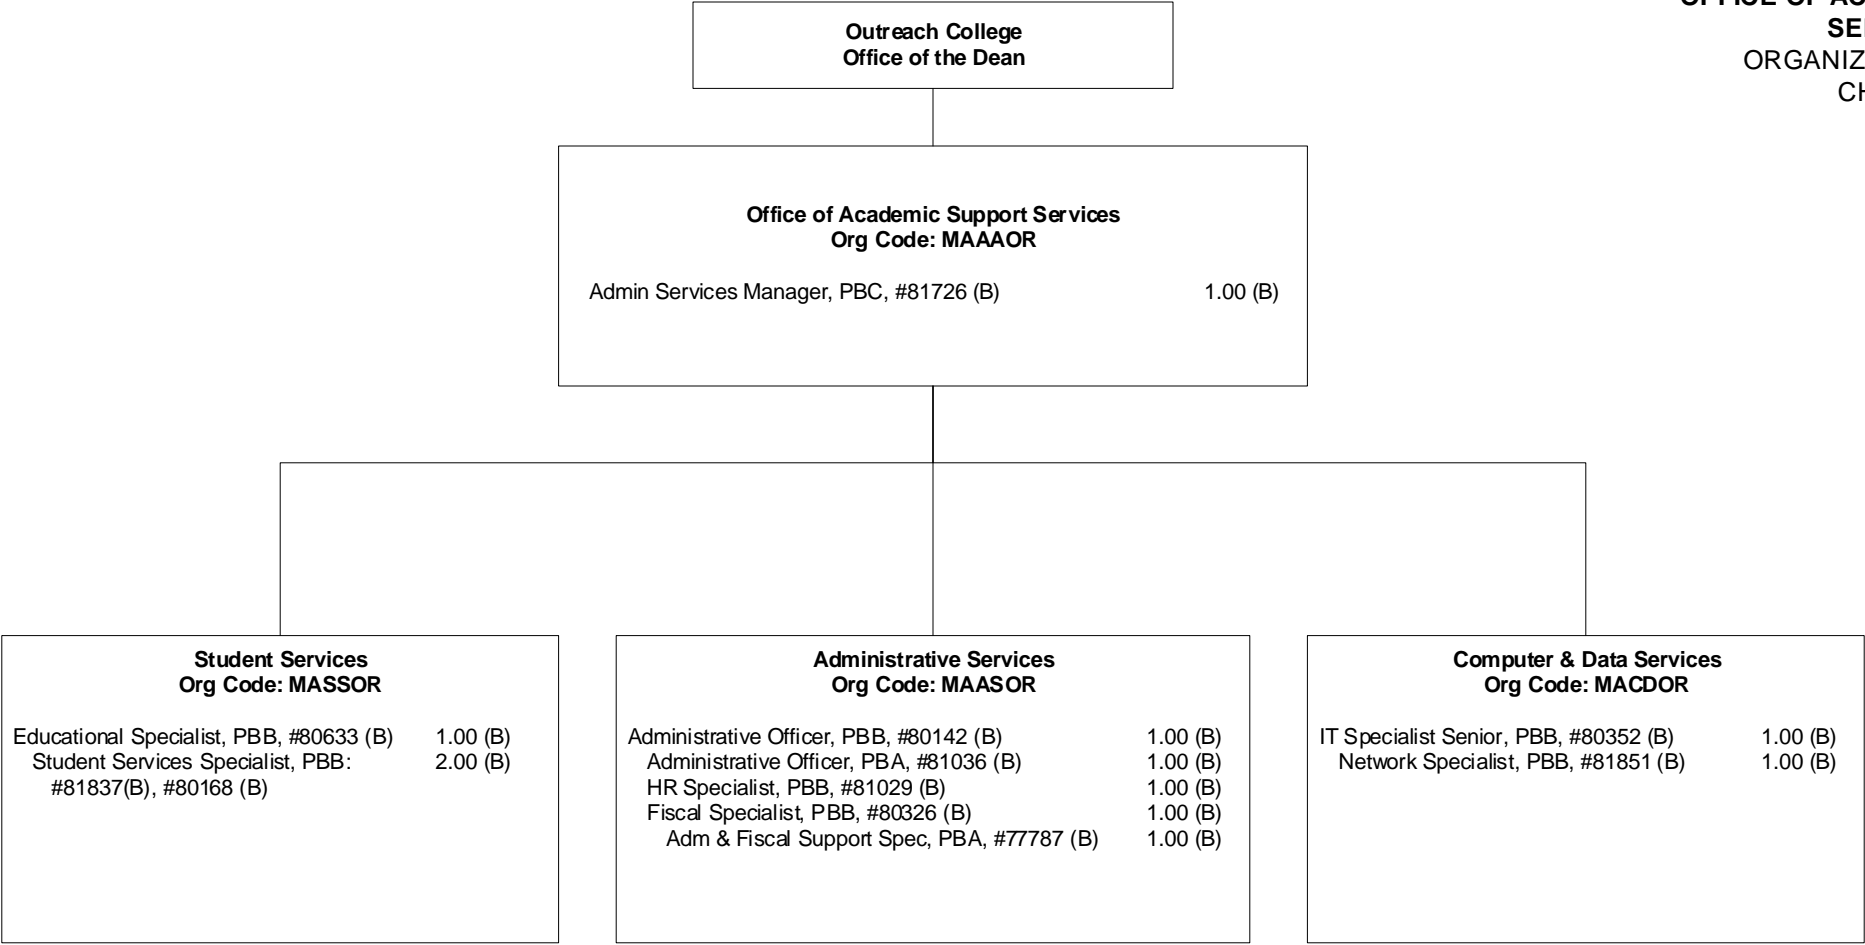 Outreach College
Office of the Dean
ORGANIZ
CH
Office of Academic Support Services
Org Code: MAAAOR
Admin Services Manager, PBC, #81726 (B) 1.00 (B)
Student Services
Org Code: MASSOR
Educational Specialist, PBB, #80633 (B) 1.00 (B)
Student Services Specialist, PBB: 2.00 (B)
#81837(B), #80168 (B)
Administrative Services
Org Code: MAASOR
Administrative Officer, PBB, #80142 (B) 1.00 (B)
Administrative Officer, PBA, #81036 (B) 1.00 (B)
HR Specialist, PBB, #81029 (B) 1.00 (B)
Fiscal Specialist, PBB, #80326 (B) 1.00 (B)
Adm & Fiscal Support Spec, PBA, #77787 (B) 1.00 (B)
Computer & Data Services
Org Code: MACDOR
IT Specialist Senior, PBB, #80352 (B) 1.00 (B)
Network Specialist, PBB, #81851 (B) 1.00 (B)